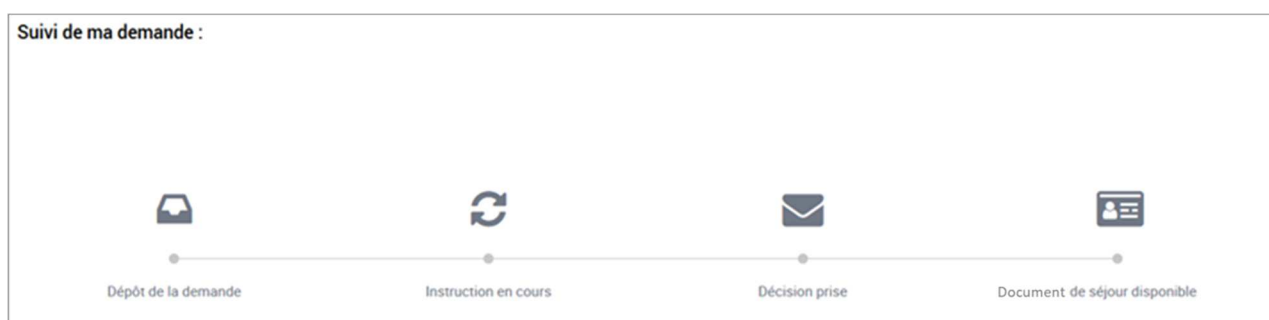 Suivi de ma demande :
Dépôt de la demande
Instruction en cours
Décision prise
Document de séjour disponible